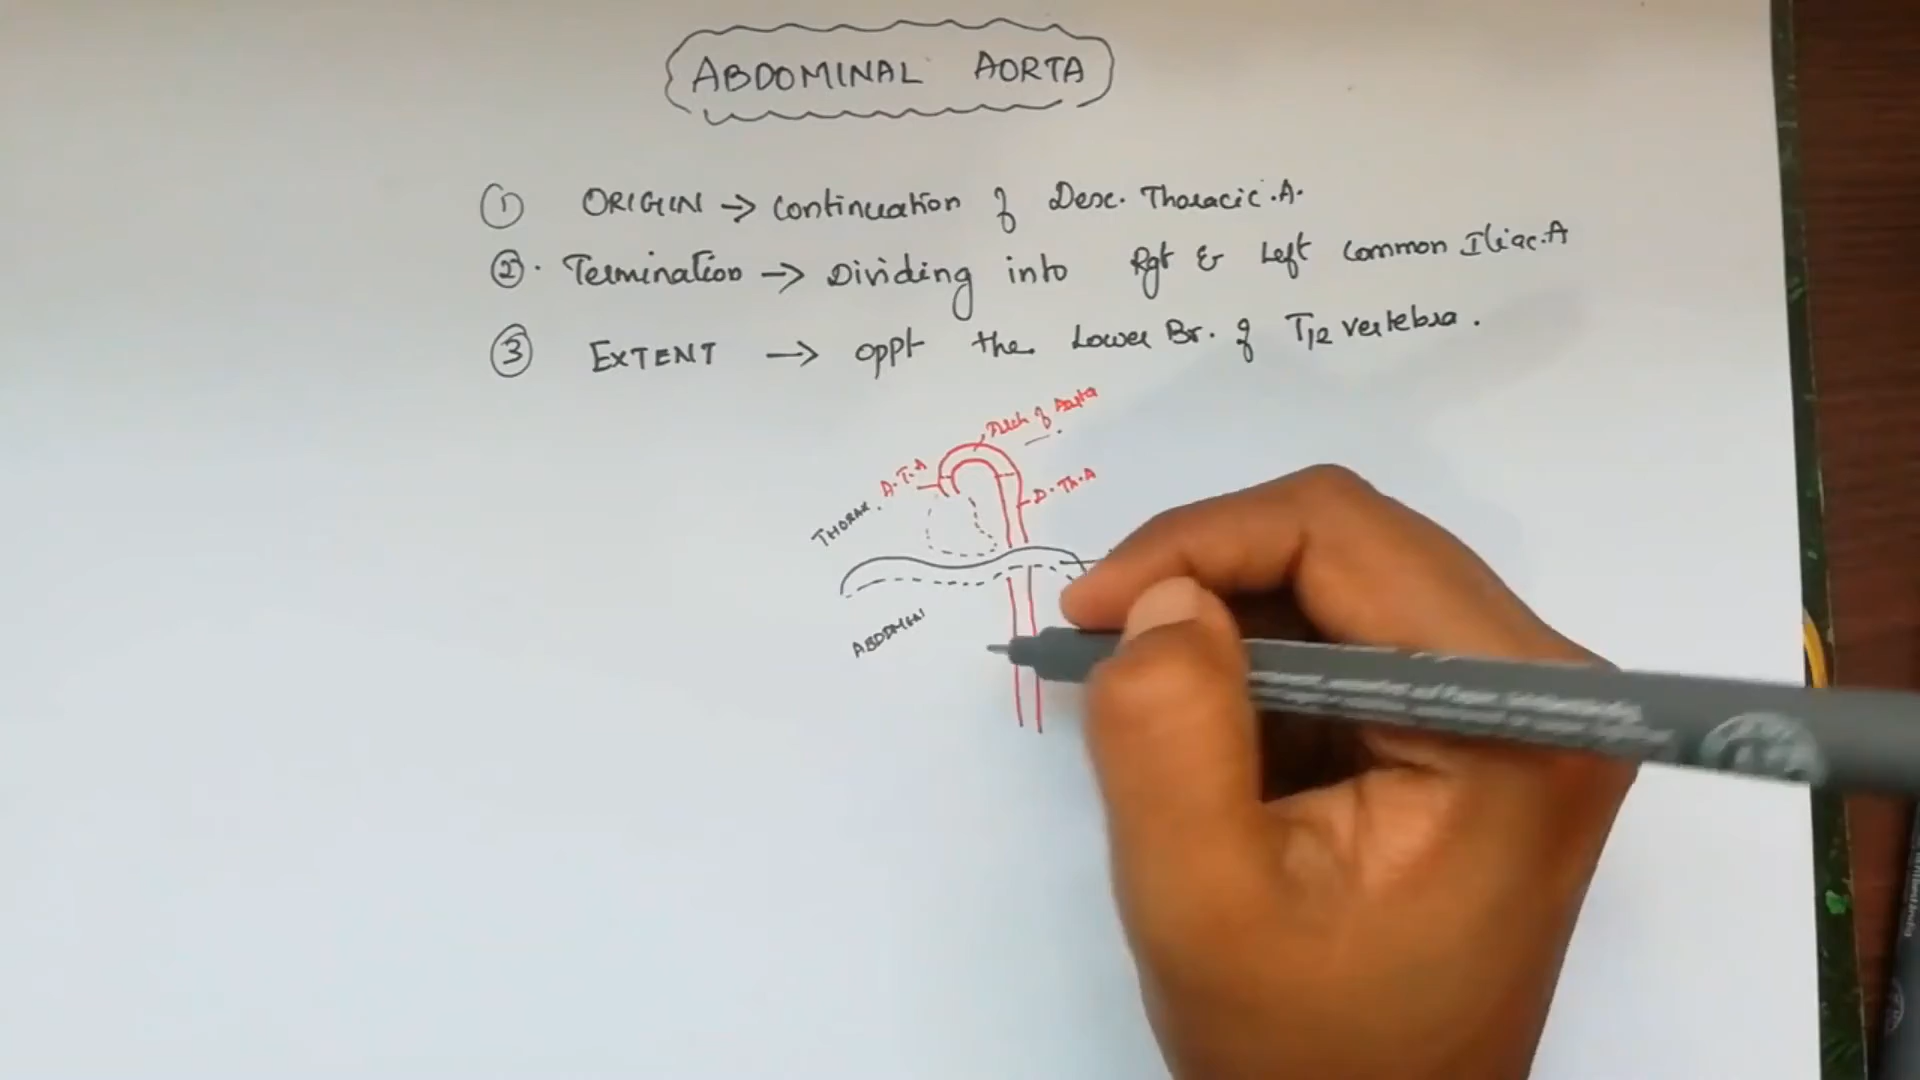 ABDOMINAL AORTA
① ORIGIN → continuation of Desc. Thoracic.A.
②. Termination → Dividing into Rgt & Left common Iliac.A
③ EXTENT → oppt the Lower Br. of T12 vertebra.
Arch of Aorta
A.T.A
D.Th.A
THORAX.
ABDOMEN